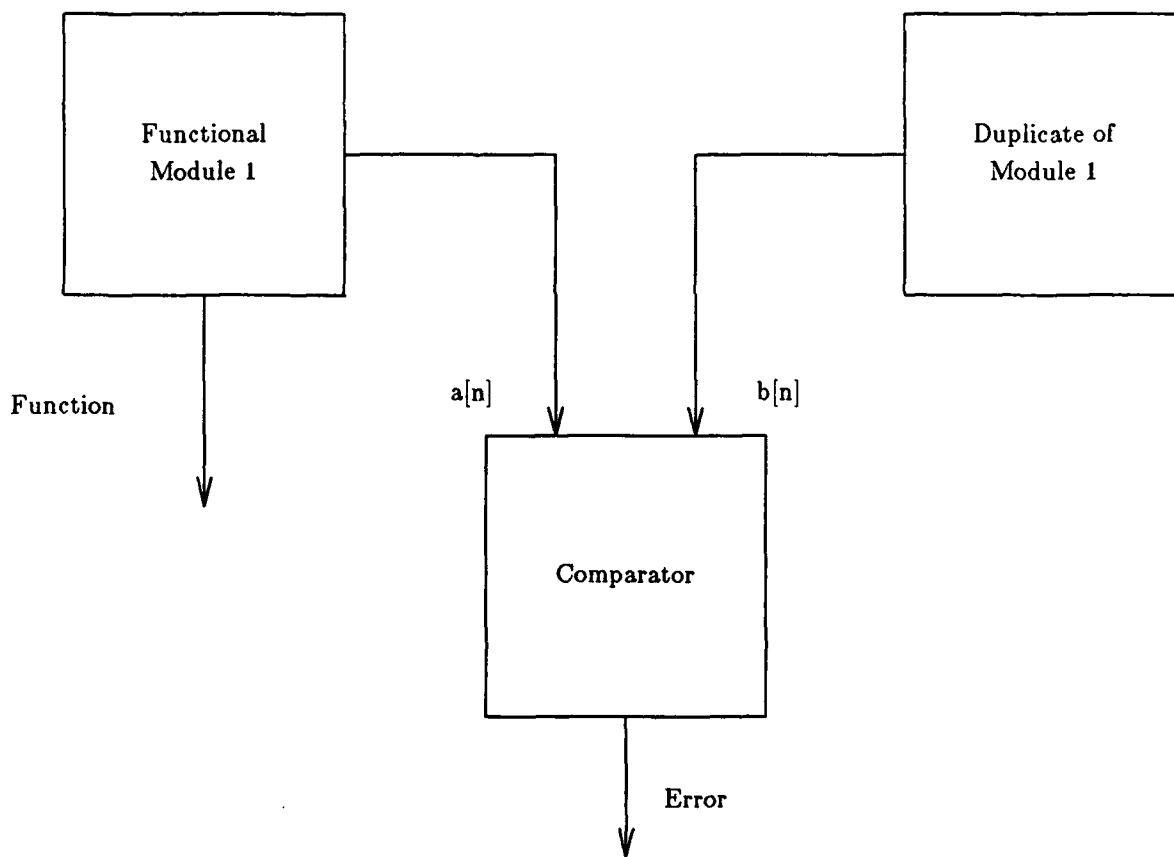 Functional
Module 1
Duplicate of
Module 1
Function
a[n]
b[n]
Comparator
Error